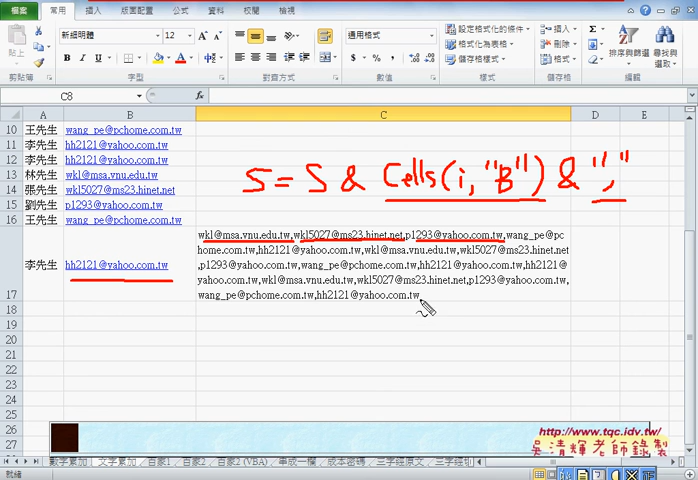 檔案 常用 插入 版面配置 公式 資料 校閱 檢視
新細明體 12 通用格式 設定格式化的條件 插入
貼上 格式化為表格 刪除 排序與篩選 尋找與選取
B I U 儲存格樣式 格式
剪貼簿 字型 對齊方式 數值 樣式 儲存格 編輯
C8 fx
A B C D E
10 王先生 wang_pe@pchome.com.tw
11 李先生 hh2121@yahoo.com.tw
12 李先生 hh2121@yahoo.com.tw
13 林先生 wkl@msa.vnu.edu.tw
14 張先生 wkl5027@ms23.hinet.net
15 劉先生 p1293@yahoo.com.tw
16 王先生 wang_pe@pchome.com.tw
S = S & Cells(i,"B") & ","
17 李先生 hh2121@yahoo.com.tw
wkl@msa.vnu.edu.tw,wkl5027@ms23.hinet.net,p1293@yahoo.com.tw,wang_pe@pc
home.com.tw,hh2121@yahoo.com.tw,wkl@msa.vnu.edu.tw,wkl5027@ms23.hinet.net
,p1293@yahoo.com.tw,wang_pe@pchome.com.tw,hh2121@yahoo.com.tw,hh2121@
yahoo.com.tw,wkl@msa.vnu.edu.tw,wkl5027@ms23.hinet.net,p1293@yahoo.com.tw,
wang_pe@pchome.com.tw,hh2121@yahoo.com.tw
18
19
20
21
22
23
24
25
26
27
http://www.tqc.idv.tw/
吳清輝老師錄製
數字累加 文字累加 百家1 百家2 百家2 (VBA) 串成一欄 成本密碼 三字經原文
就緒